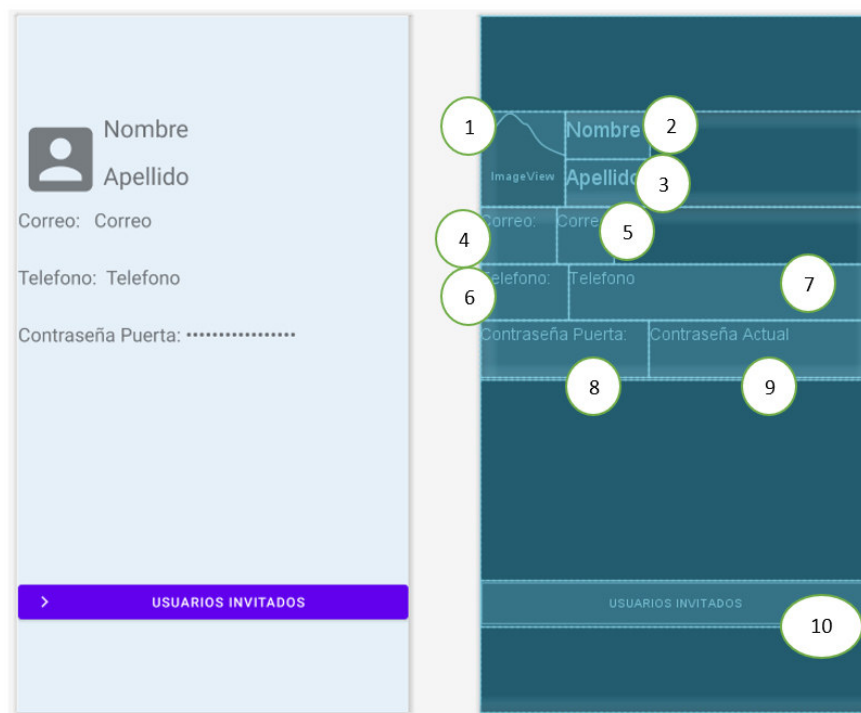 Nombre
Apellido
Correo: Correo
Telefono: Telefono
Contraseña Puerta: •••••••••••••••••
USUARIOS INVITADOS
1
Nombre
2
ImageView
Apellido
3
Correo:
Corre
4
5
Telefono:
Telefono
6
7
Contraseña Puerta:
Contraseña Actual
8
9
USUARIOS INVITADOS
10